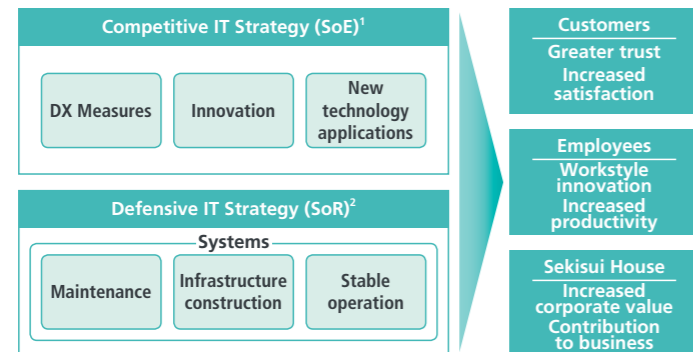 Competitive IT Strategy (SoE)¹
DX Measures
Innovation
New
technology
applications
Defensive IT Strategy (SoR)²
Systems
Maintenance
Infrastructure
construction
Stable
operation
Customers
Greater trust
Increased
satisfaction
Employees
Workstyle
innovation
Increased
productivity
Sekisui House
Increased
corporate value
Contribution
to business